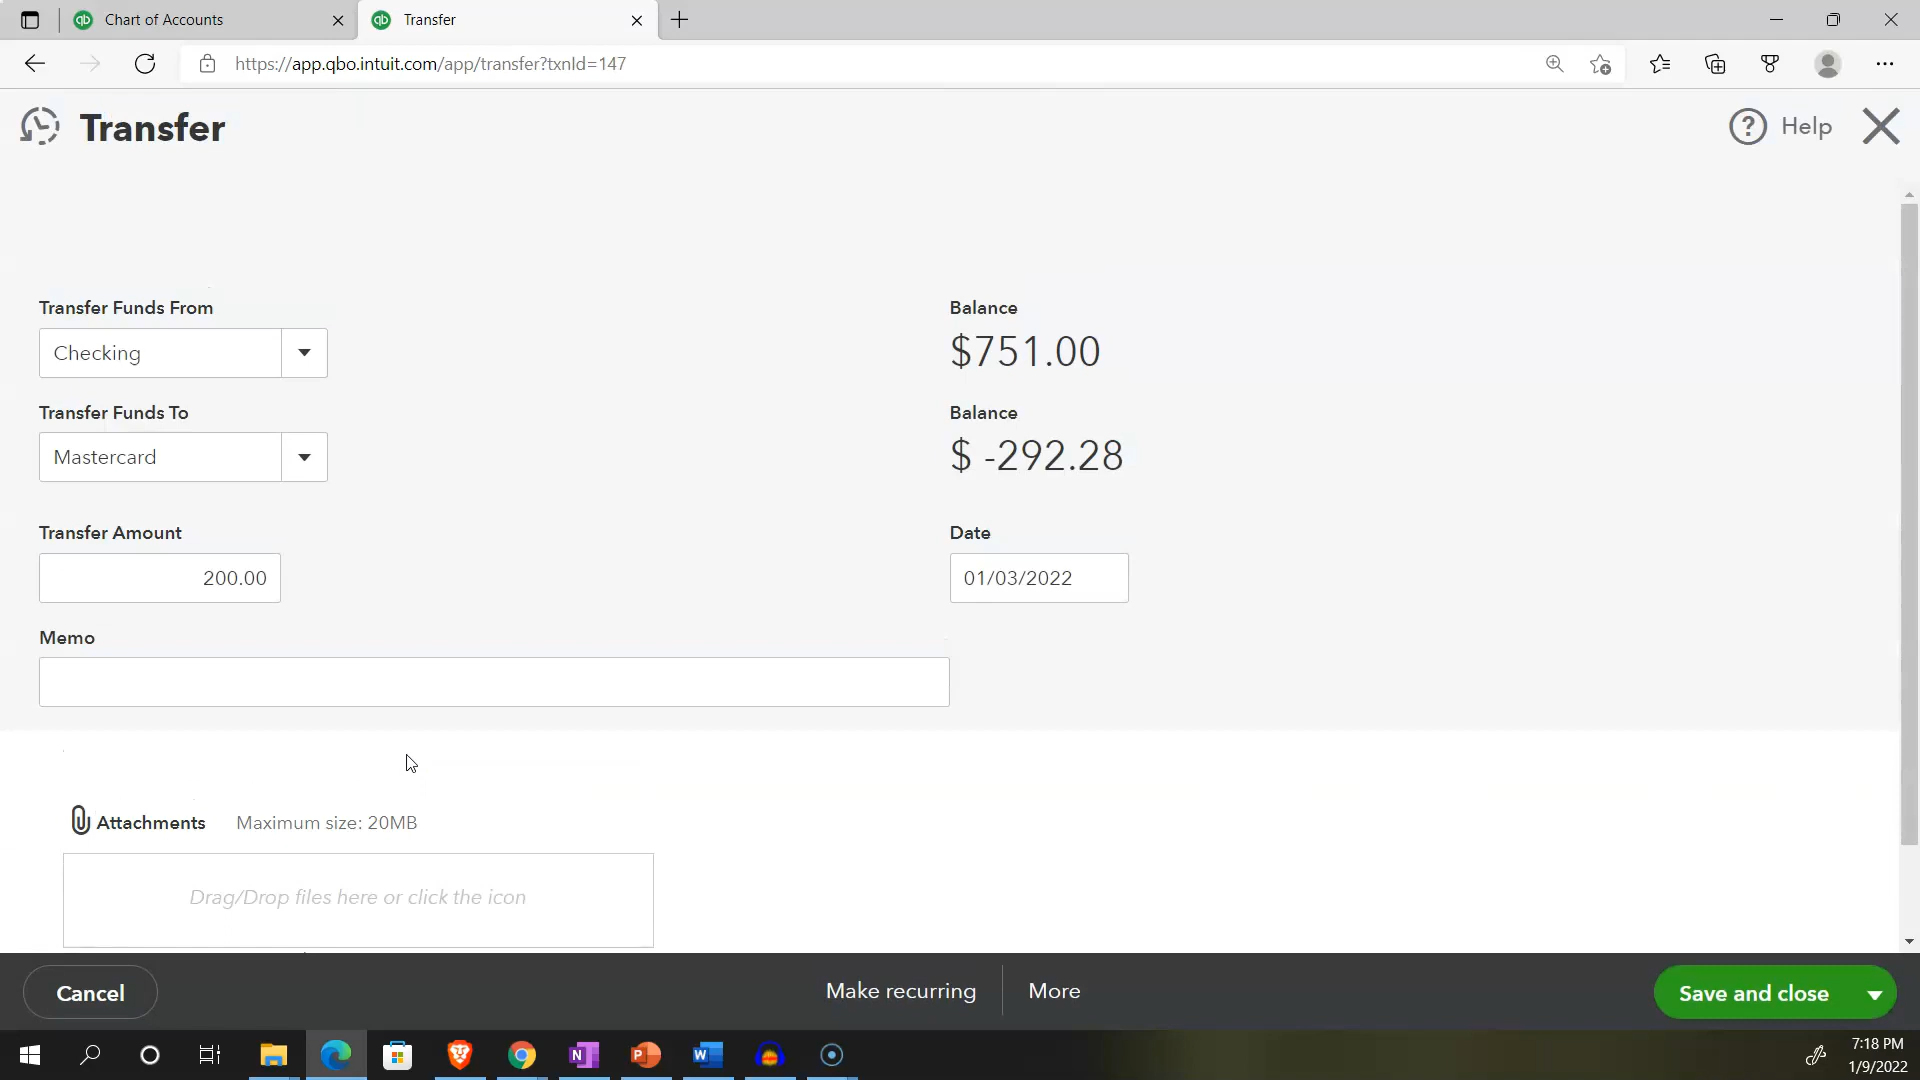 Chart of Accounts
Transfer
https://app.qbo.intuit.com/app/transfer?txnId=147
Transfer
Help
Transfer Funds From
Balance
Checking
$751.00
Transfer Funds To
Balance
Mastercard
$ -292.28
Transfer Amount
Date
200.00
01/03/2022
Memo
Attachments
Maximum size: 20MB
Drag/Drop files here or click the icon
Cancel
Make recurring
More
Save and close
7:18 PM
1/9/2022